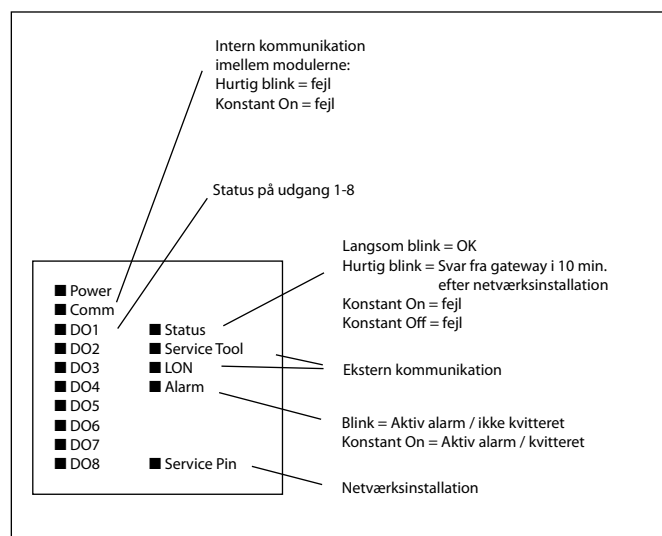 Intern kommunikation
imellem modulerne:
Hurtig blink = fejl
Konstant On = fejl
Status på udgang 1-8
Langsom blink = OK
Hurtig blink = Svar fra gateway i 10 min.
efter netværksinstallation
Konstant On = fejl
Konstant Off = fejl
■ Power
■ Comm
■ DO1 ■ Status
■ DO2 ■ Service Tool
■ DO3 ■ LON
■ DO4 ■ Alarm
■ DO5
■ DO6
■ DO7
■ DO8 ■ Service Pin
Ekstern kommunikation
Blink = Aktiv alarm / ikke kvitteret
Konstant On = Aktiv alarm / kvitteret
Netværksinstallation